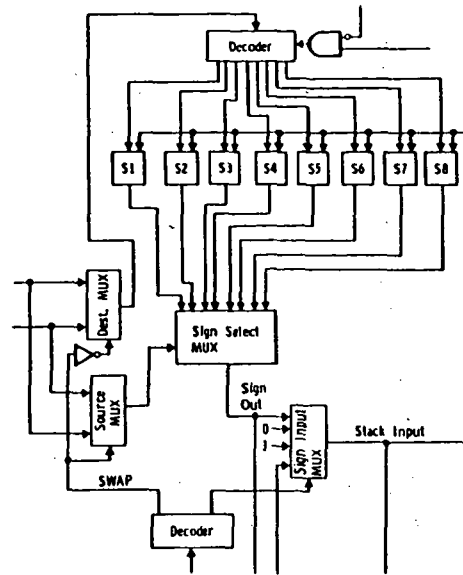 Decoder
S1 S2 S3 S4 S5 S6 S7 S8
Dest. MUX
Sign Select
MUX
Source
MUX
Sign
Out
0
1
Sign Input
MUX
Stack Input
SWAP
Decoder